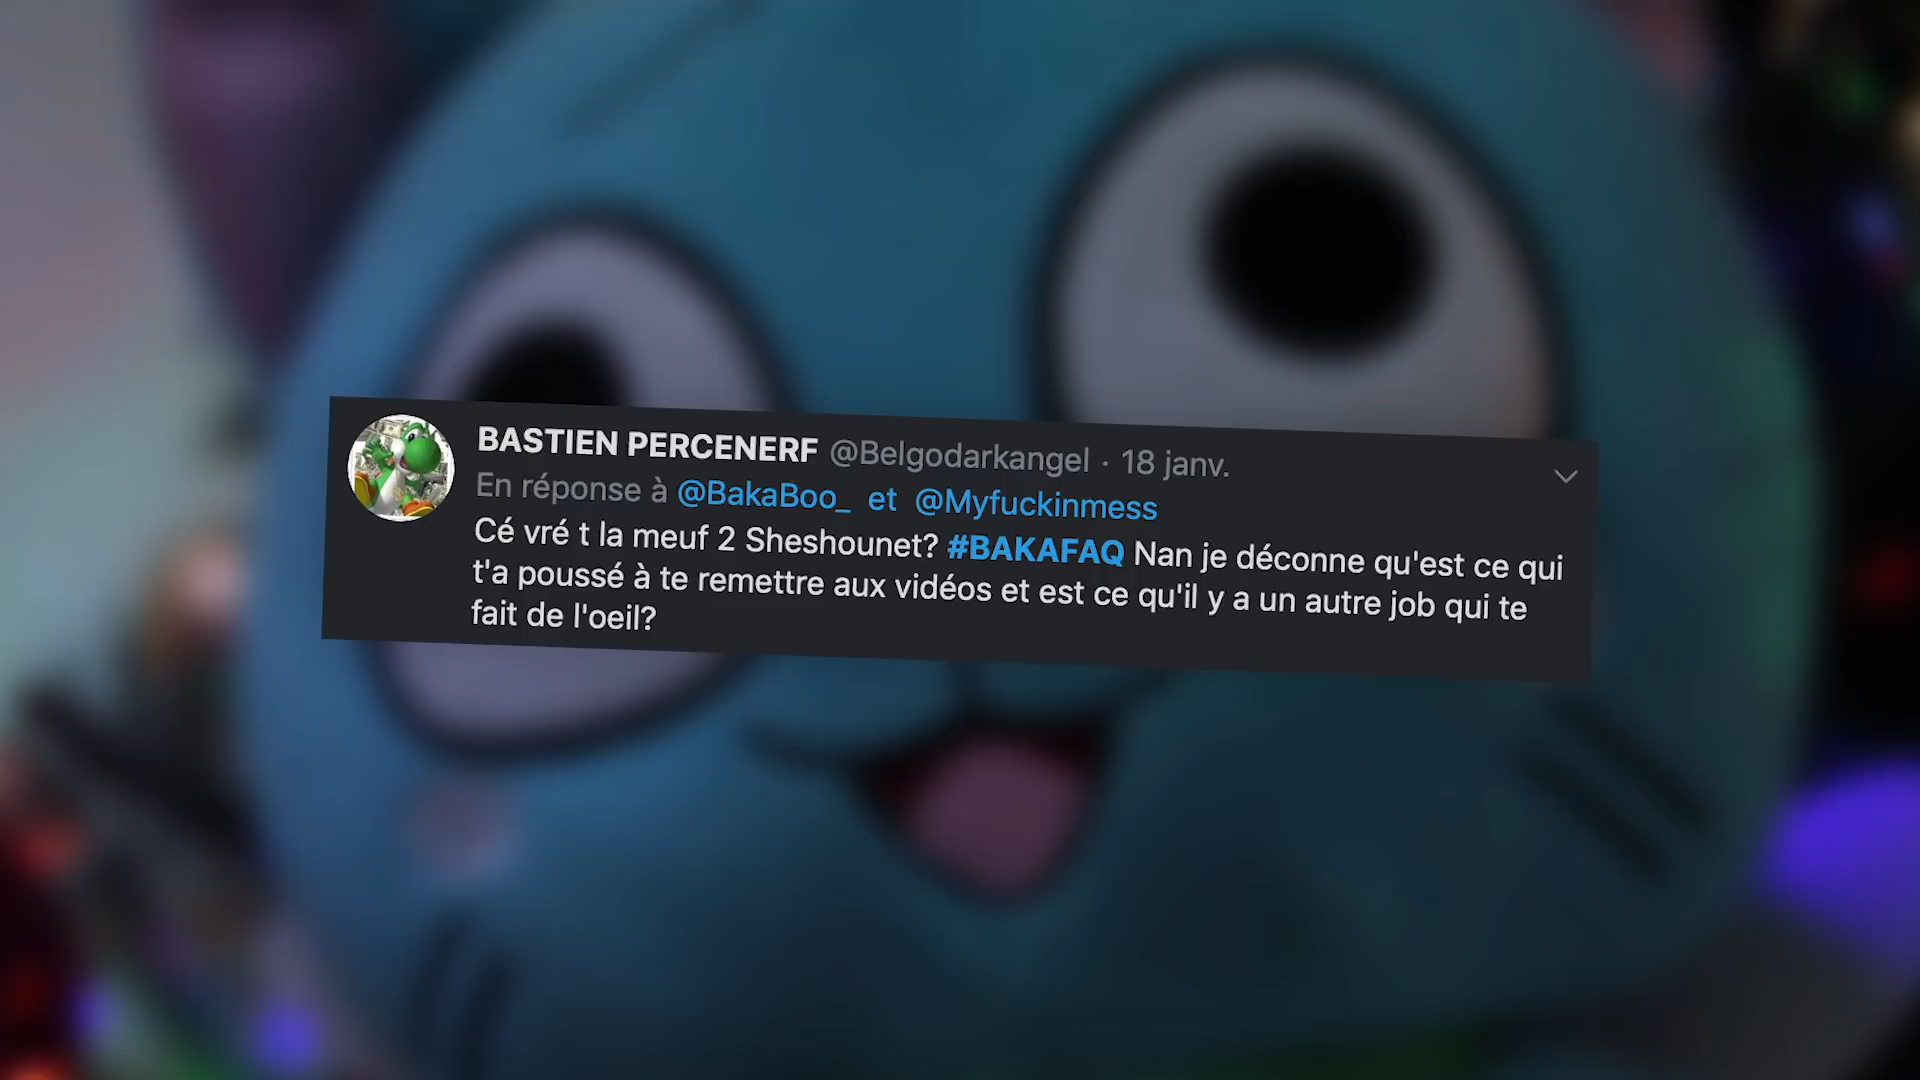 BASTIEN PERCENERF @Belgodarkangel · 18 janv.
En réponse à @BakaBoo_ et @Myfuckinmess
Cé vré t la meuf 2 Sheshounet? #BAKAFAQ Nan je déconne qu'est ce qui
t'a poussé à te remettre aux vidéos et est ce qu'il y a un autre job qui te
fait de l'oeil?